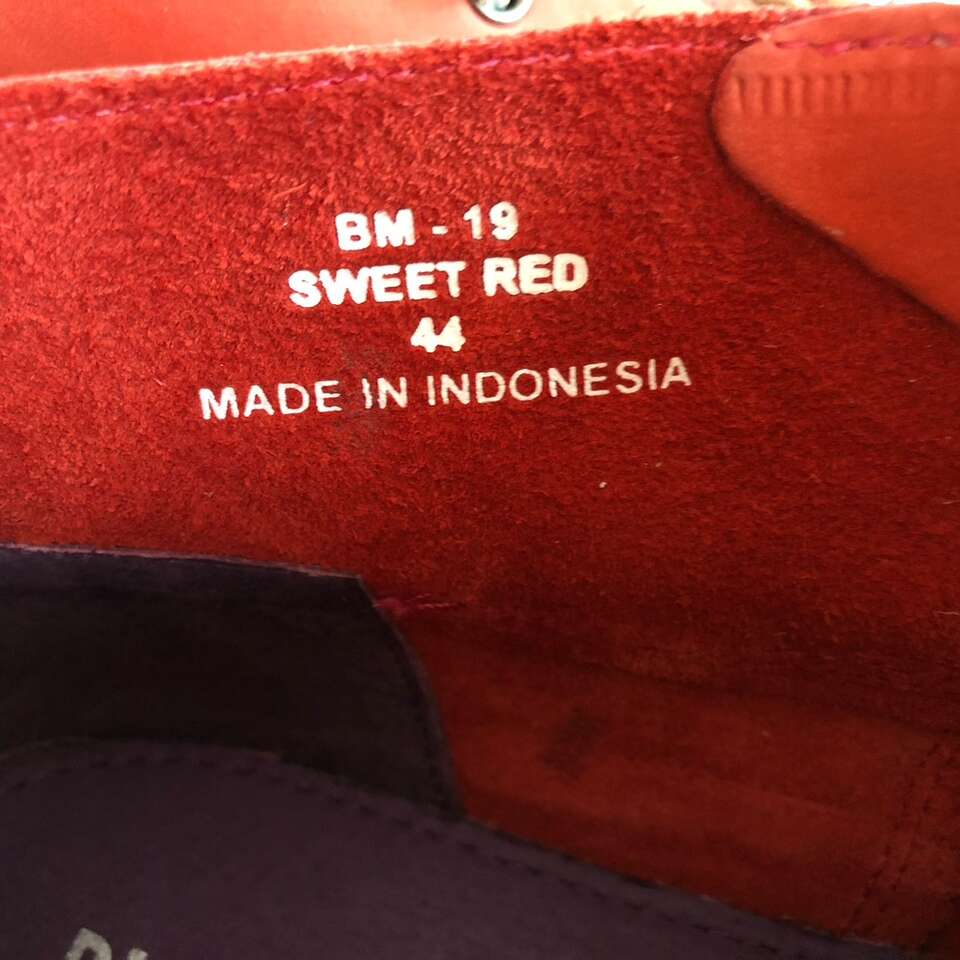 BM - 19
SWEET RED
44
MADE IN INDONESIA